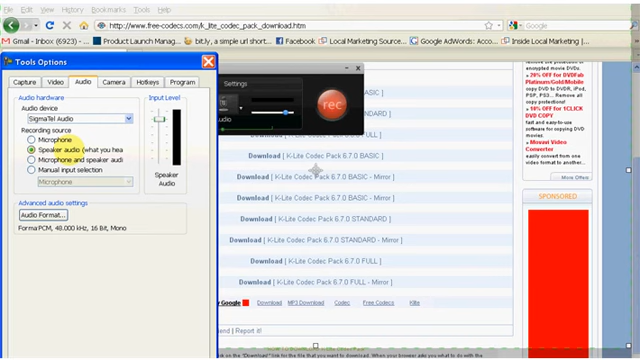 File Edit View History Bookmarks Tools Help
http://www.free-codecs.com/k_lite_codec_pack_download.htm
Amazon.com
Gmail - Inbox (6923) - ... Product Launch Manag... bit.ly, a simple url short... Facebook Local Marketing Source... Google AdWords: Acco... Inside Local Marketing |
Tools Options
Capture Video Audio Camera Hotkeys Program
Audio hardware
Audio device
SigmaTel Audio
Recording source
Microphone
Speaker audio (what you hea
Microphone and speaker audi
Manual input selection
Microphone
Input Level
Speaker
Audio
Advanced audio settings
Audio Format...
Forma PCM, 48.000 kHz, 16 Bit, Mono
Settings
rec
FULL ]
Download [ K-Lite Codec Pack 6.7.0 BASIC ]
Download [ K-Lite Codec Pack 6.7.0 BASIC - Mirror ]
Download [ K-Lite Codec Pack 6.7.0 STANDARD ]
Download [ K-Lite Codec Pack 6.7.0 STANDARD - Mirror ]
Download [ K-Lite Codec Pack 6.7.0 FULL ]
Download [ K-Lite Codec Pack 6.7.0 FULL - Mirror ]
by Google Download MP3 Download Codec Free Codecs Klite
end | Report it!
encrypted movie DVDs.
20% OFF for DVDFab
Platinum/Gold/Mobile
copy DVD to DVDR, iPod,
PSP, PS3... Remove all
copy protections!
18% OFF for 1CLICK
DVD COPY
fast and easy-to-use
software for copying DVD
movies.
Movavi Video
Converter
easily convert from one
video format to another...
More Offers
SPONSORED